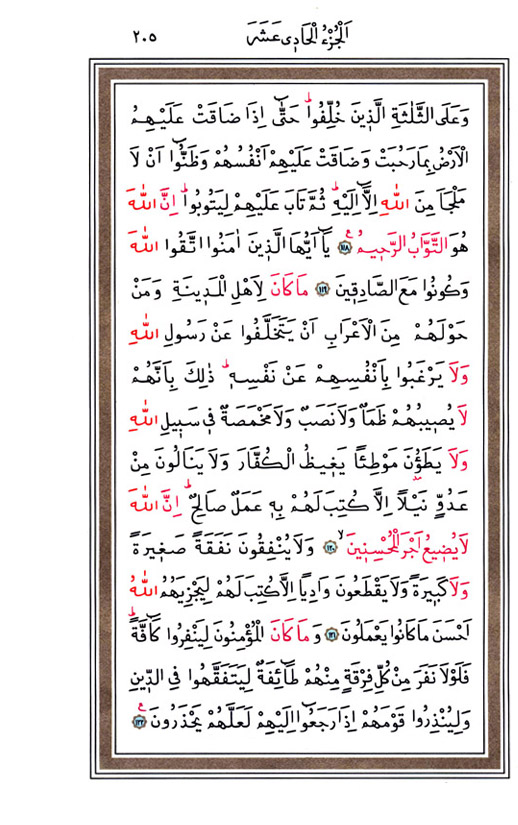 اَلْجُزْءُ الْحَادِي عَشَرَ ٢٠٥
وَعَلَى الثَّلٰثَةِ الَّذِينَ خُلِّفُواۜ حَتّٰٓى اِذَا ضَاقَتْ عَلَيْهِمُ
الْاَرْضُ بِمَا رَحُبَتْ وَضَاقَتْ عَلَيْهِمْ اَنْفُسُهُمْ وَظَنُّٓوا اَنْ لَا
مَلْجَاَ مِنَ اللّٰهِ اِلَّٓا اِلَيْهِۜ ثُمَّ تَابَ عَلَيْهِمْ لِيَتُوبُواۜ اِنَّ اللّٰهَ
هُوَ التَّوَّابُ الرَّحِيمُ ﴿١١٨﴾ يَٓا اَيُّهَا الَّذِينَ اٰمَنُوا اتَّقُوا اللّٰهَ
وَكُونُوا مَعَ الصَّادِقِينَ ﴿١١٩﴾ مَا كَانَ لِاَهْلِ الْمَدِينَةِ وَمَنْ
حَوْلَهُمْ مِنَ الْاَعْرَابِ اَنْ يَتَخَلَّفُوا عَنْ رَسُولِ اللّٰهِ
وَلَا يَرْغَبُوا بِاَنْفُسِهِمْ عَنْ نَفْسِهِۜ ذٰلِكَ بِاَنَّهُمْ
لَا يُصِيبُهُمْ ظَمَاٌ وَلَا نَصَبٌ وَلَا مَخْمَصَةٌ فِي سَبِيلِ اللّٰهِ
وَلَا يَطَؤُنَ مَوْطِئًا يَغِيظُ الْكُفَّارَ وَلَا يَنَالُونَ مِنْ
عَدُوٍّ نَيْلًا اِلَّا كُتِبَ لَهُمْ بِهِ عَمَلٌ صَالِحٌۜ اِنَّ اللّٰهَ
لَا يُضِيعُ اَجْرَ الْمُحْسِنِينَۙ ﴿١٢٠﴾ وَلَا يُنْفِقُونَ نَفَقَةً صَغِيرَةً
وَلَا كَبِيرَةً وَلَا يَقْطَعُونَ وَادِيًا اِلَّا كُتِبَ لَهُمْ لِيَجْزِيَهُمُ اللّٰهُ
اَحْسَنَ مَا كَانُوا يَعْمَلُونَ ﴿١٢١﴾ وَمَا كَانَ الْمُؤْمِنُونَ لِيَنْفِرُوا كَٓافَّةًۜ
فَلَوْلَا نَفَرَ مِنْ كُلِّ فِرْقَةٍ مِنْهُمْ طَٓائِفَةٌ لِيَتَفَقَّهُوا فِي الدِّينِ
وَلِيُنْذِرُوا قَوْمَهُمْ اِذَا رَجَعُٓوا اِلَيْهِمْ لَعَلَّهُمْ يَحْذَرُونَ ﴿١٢٢﴾